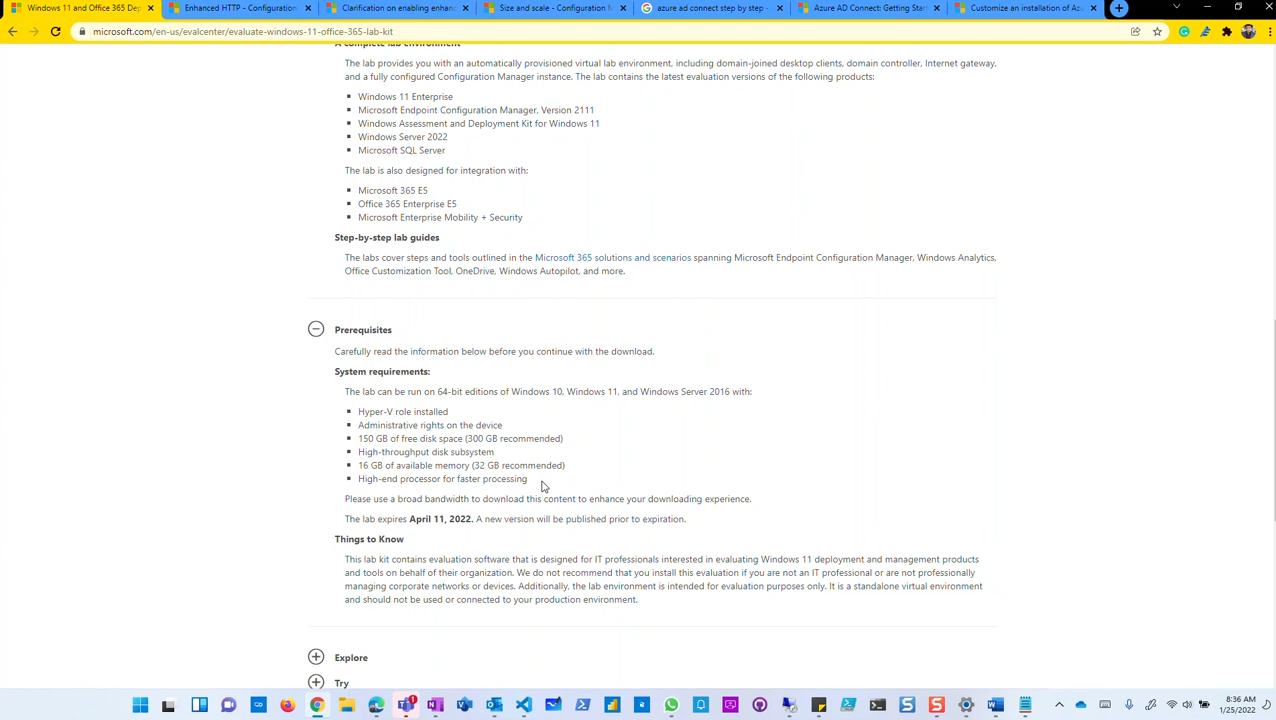 Windows 11 and Office 365 Dep
Enhanced HTTP - Configuration
Clarification on enabling enhanc
Size and scale - Configuration M
azure ad connect step by step -
Azure AD Connect: Getting Start
Customize an installation of Az
microsoft.com/en-us/evalcenter/evaluate-windows-11-office-365-lab-kit
A complete lab environment
The lab provides you with an automatically provisioned virtual lab environment, including domain-joined desktop clients, domain controller, Internet gateway,
and a fully configured Configuration Manager instance. The lab contains the latest evaluation versions of the following products:
Windows 11 Enterprise
Microsoft Endpoint Configuration Manager, Version 2111
Windows Assessment and Deployment Kit for Windows 11
Windows Server 2022
Microsoft SQL Server
The lab is also designed for integration with:
Microsoft 365 E5
Office 365 Enterprise E5
Microsoft Enterprise Mobility + Security
Step-by-step lab guides
The labs cover steps and tools outlined in the Microsoft 365 solutions and scenarios spanning Microsoft Endpoint Configuration Manager, Windows Analytics,
Office Customization Tool, OneDrive, Windows Autopilot, and more.
Prerequisites
Carefully read the information below before you continue with the download.
System requirements:
The lab can be run on 64-bit editions of Windows 10, Windows 11, and Windows Server 2016 with:
Hyper-V role installed
Administrative rights on the device
150 GB of free disk space (300 GB recommended)
High-throughput disk subsystem
16 GB of available memory (32 GB recommended)
High-end processor for faster processing
Please use a broad bandwidth to download this content to enhance your downloading experience.
The lab expires April 11, 2022. A new version will be published prior to expiration.
Things to Know
This lab kit contains evaluation software that is designed for IT professionals interested in evaluating Windows 11 deployment and management products
and tools on behalf of their organization. We do not recommend that you install this evaluation if you are not an IT professional or are not professionally
managing corporate networks or devices. Additionally, the lab environment is intended for evaluation purposes only. It is a standalone virtual environment
and should not be used or connected to your production environment.
Explore
Try
8:36 AM
1/25/2022